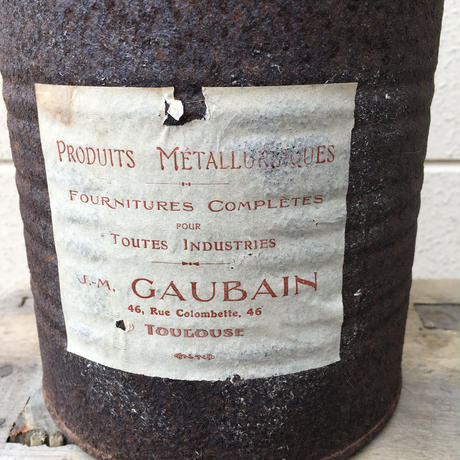 PRODUITS MÉTALLURGIQUES
FOURNITURES COMPLÈTES
POUR
TOUTES INDUSTRIES
J.-M. GAUBAIN
46, Rue Colombette, 46
TOULOUSE